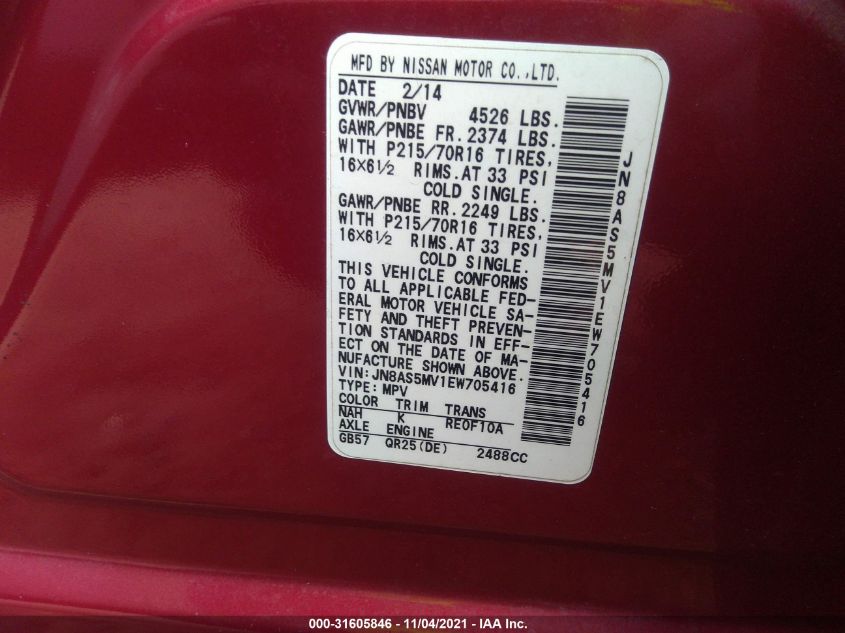 MFD BY NISSAN MOTOR CO.,LTD.
DATE 2/14
GVWR/PNBV 4526 LBS.
GAWR/PNBE FR. 2374 LBS.
WITH P215/70R16 TIRES,
16X6½ RIMS. AT 33 PSI
COLD SINGLE.
GAWR/PNBE RR. 2249 LBS.
WITH P215/70R16 TIRES,
16X6½ RIMS. AT 33 PSI
COLD SINGLE.
THIS VEHICLE CONFORMS
TO ALL APPLICABLE FED-
ERAL MOTOR VEHICLE SA-
FETY AND THEFT PREVEN-
TION STANDARDS IN EFF-
ECT ON THE DATE OF MA-
NUFACTURE SHOWN ABOVE.
VIN: JN8AS5MV1EW705416
TYPE: MPV
COLOR TRIM TRANS
NAH K RE0F10A
AXLE ENGINE
GB57 QR25(DE) 2488CC
JN8AS5MV1EW705416
000-31605846 - 11/04/2021 - IAA Inc.